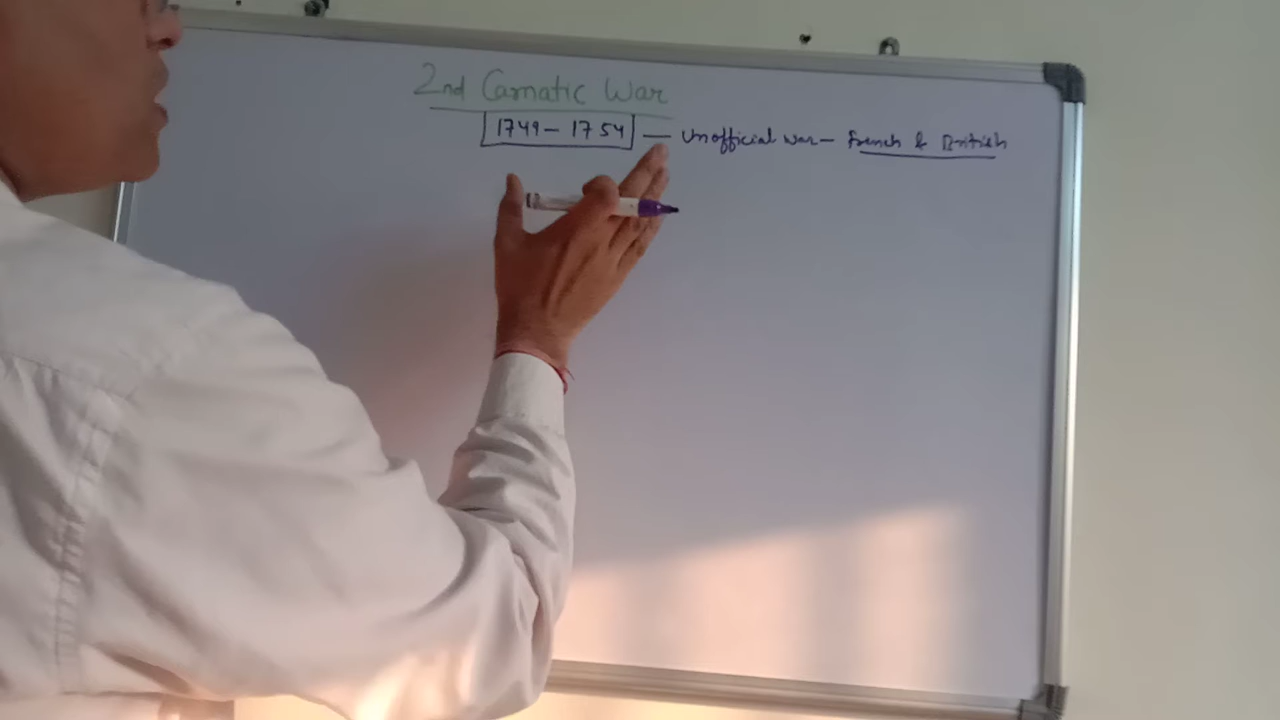 2nd Carnatic War
1749 - 1754 — Unofficial war - French & British